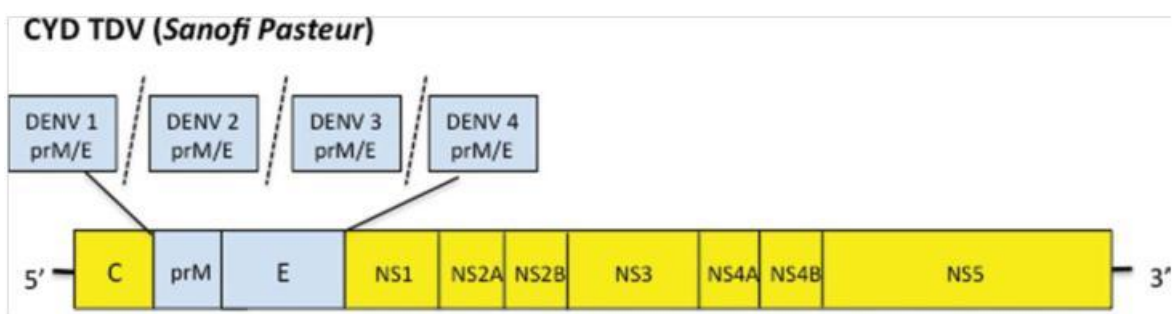 CYD TDV (Sanofi Pasteur)
DENV 1
prM/E
DENV 2
prM/E
DENV 3
prM/E
DENV 4
prM/E
5′ C prM E NS1 NS2A NS2B NS3 NS4A NS4B NS5 3′